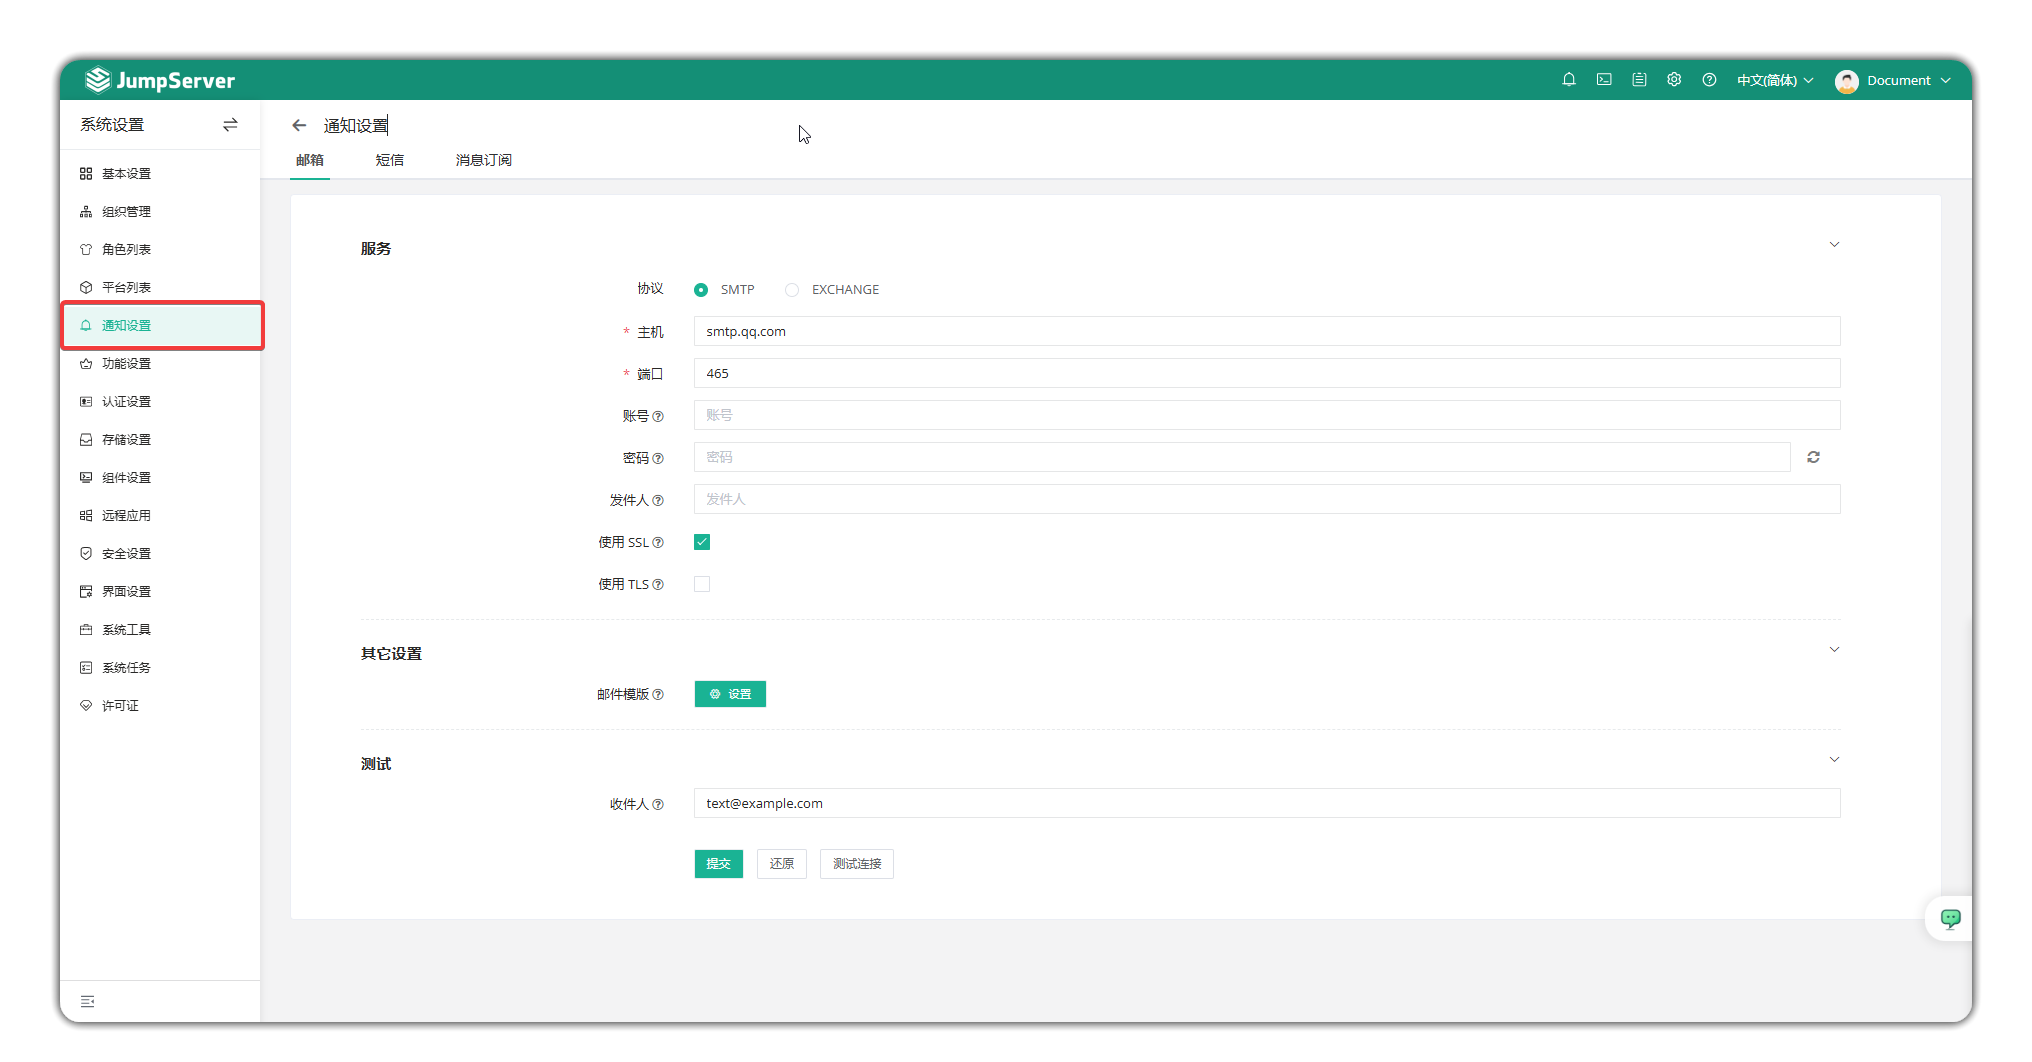 JumpServer
中文(简体)
Document
系统设置
通知设置
邮箱
短信
消息订阅
基本设置
组织管理
角色列表
平台列表
通知设置
功能设置
认证设置
存储设置
组件设置
远程应用
安全设置
界面设置
系统工具
系统任务
许可证
服务
协议
SMTP
EXCHANGE
* 主机
smtp.qq.com
* 端口
465
账号
账号
密码
密码
发件人
发件人
使用 SSL
使用 TLS
其它设置
邮件模版
设置
测试
收件人
text@example.com
提交
还原
测试连接